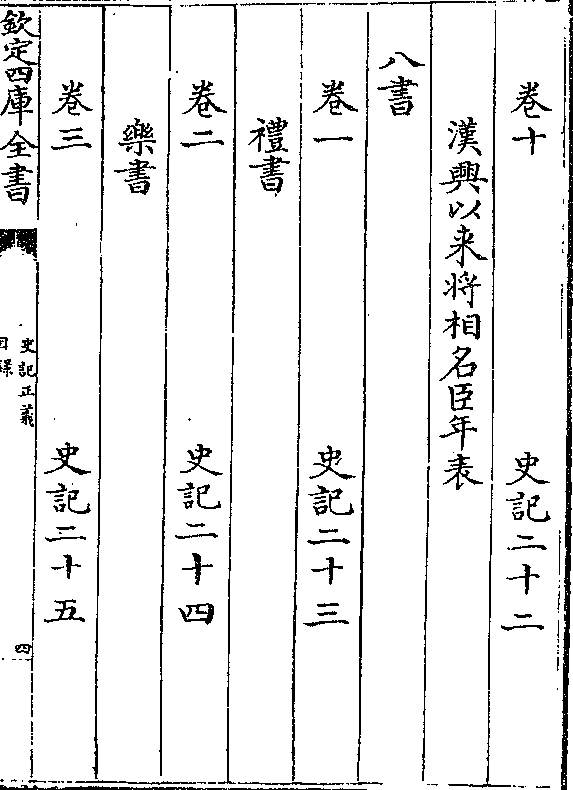 卷十 史記二十二
漢興以来将相名臣年表
八書
卷一 史記二十三
禮書
卷二 史記二十四
樂書
卷三 史記二十五
欽定四庫全書
史記正義
目錄
四